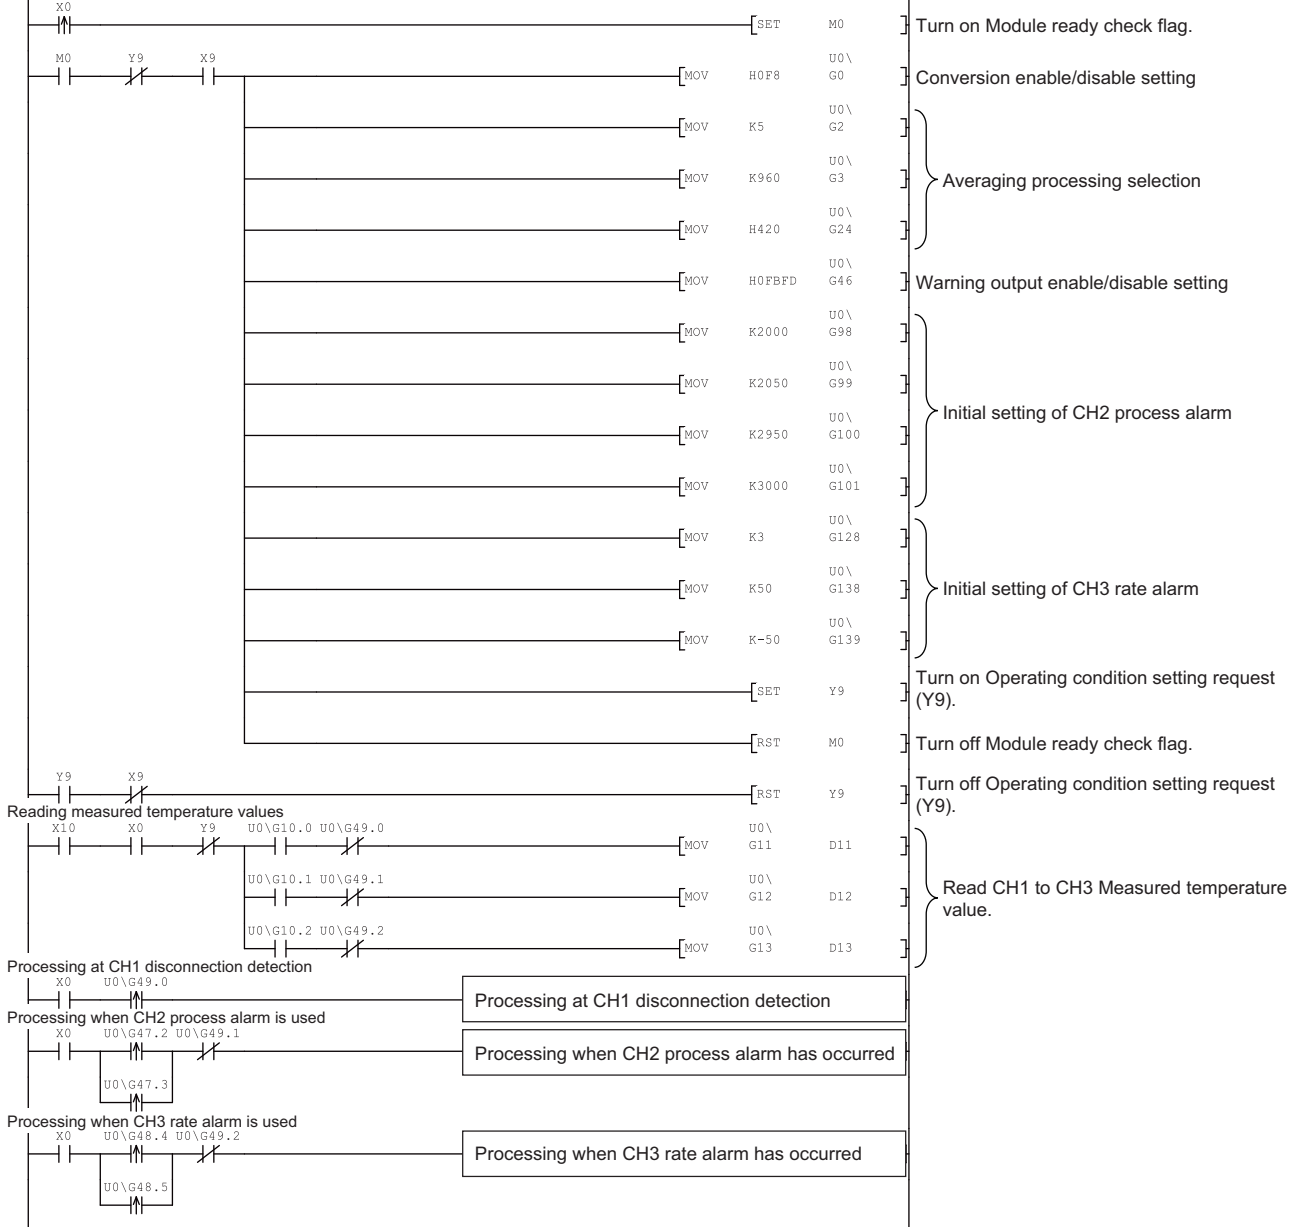 X0
SET M0 Turn on Module ready check flag.
M0 Y9 X9 U0\
MOV H0F8 G0 Conversion enable/disable setting
U0\
MOV K5 G2
U0\
MOV K960 G3 Averaging processing selection
U0\
MOV H420 G24
U0\
MOV H0FBFD G46 Warning output enable/disable setting
U0\
MOV K2000 G98
U0\
MOV K2050 G99
Initial setting of CH2 process alarm
U0\
MOV K2950 G100
U0\
MOV K3000 G101
U0\
MOV K3 G128
U0\
MOV K50 G138 Initial setting of CH3 rate alarm
U0\
MOV K-50 G139
Turn on Operating condition setting request
SET Y9 (Y9).
RST M0 Turn off Module ready check flag.
Y9 X9 Turn off Operating condition setting request
RST Y9 (Y9).
Reading measured temperature values
X10 X0 Y9 U0\G10.0 U0\G49.0 U0\
MOV G11 D11
U0\G10.1 U0\G49.1 U0\
MOV G12 D12
Read CH1 to CH3 Measured temperature
value.
U0\G10.2 U0\G49.2 U0\
MOV G13 D13
Processing at CH1 disconnection detection
X0 U0\G49.0
Processing at CH1 disconnection detection
Processing when CH2 process alarm is used
X0 U0\G47.2 U0\G49.1
Processing when CH2 process alarm has occurred
U0\G47.3
Processing when CH3 rate alarm is used
X0 U0\G48.4 U0\G49.2
Processing when CH3 rate alarm has occurred
U0\G48.5